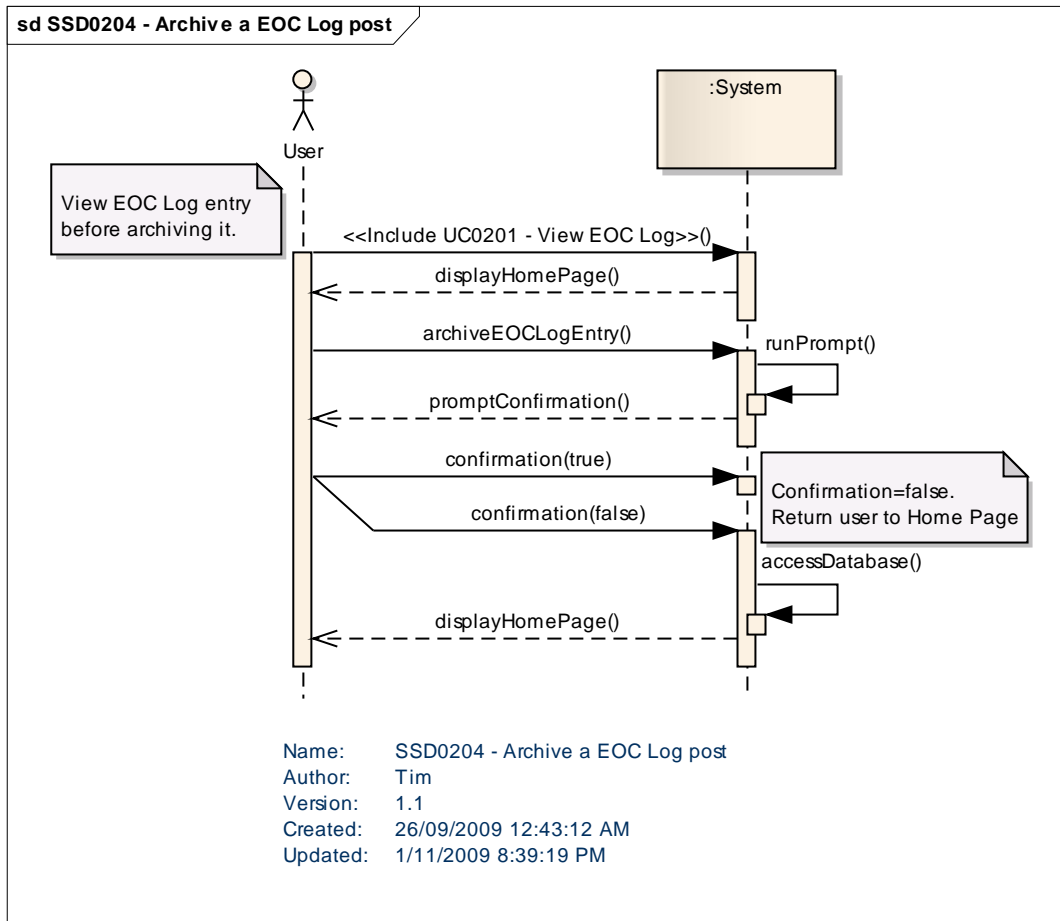 sd SSD0204 - Archive a EOC Log post
:System
User
View EOC Log entry
before archiving it.
<<Include UC0201 - View EOC Log>>()
displayHomePage()
archiveEOCLogEntry()
runPrompt()
promptConfirmation()
confirmation(true)
Confirmation=false.
Return user to Home Page
confirmation(false)
accessDatabase()
displayHomePage()
Name: SSD0204 - Archive a EOC Log post
Author: Tim
Version: 1.1
Created: 26/09/2009 12:43:12 AM
Updated: 1/11/2009 8:39:19 PM